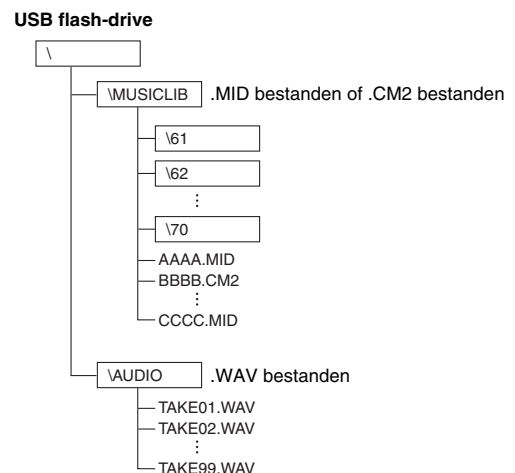 USB flash-drive
\
\MUSICLIB .MID bestanden of .CM2 bestanden
\61
\62
⋮
\70
AAAA.MID
BBBB.CM2
⋮
CCCC.MID
\AUDIO .WAV bestanden
TAKE01.WAV
TAKE02.WAV
⋮
TAKE99.WAV